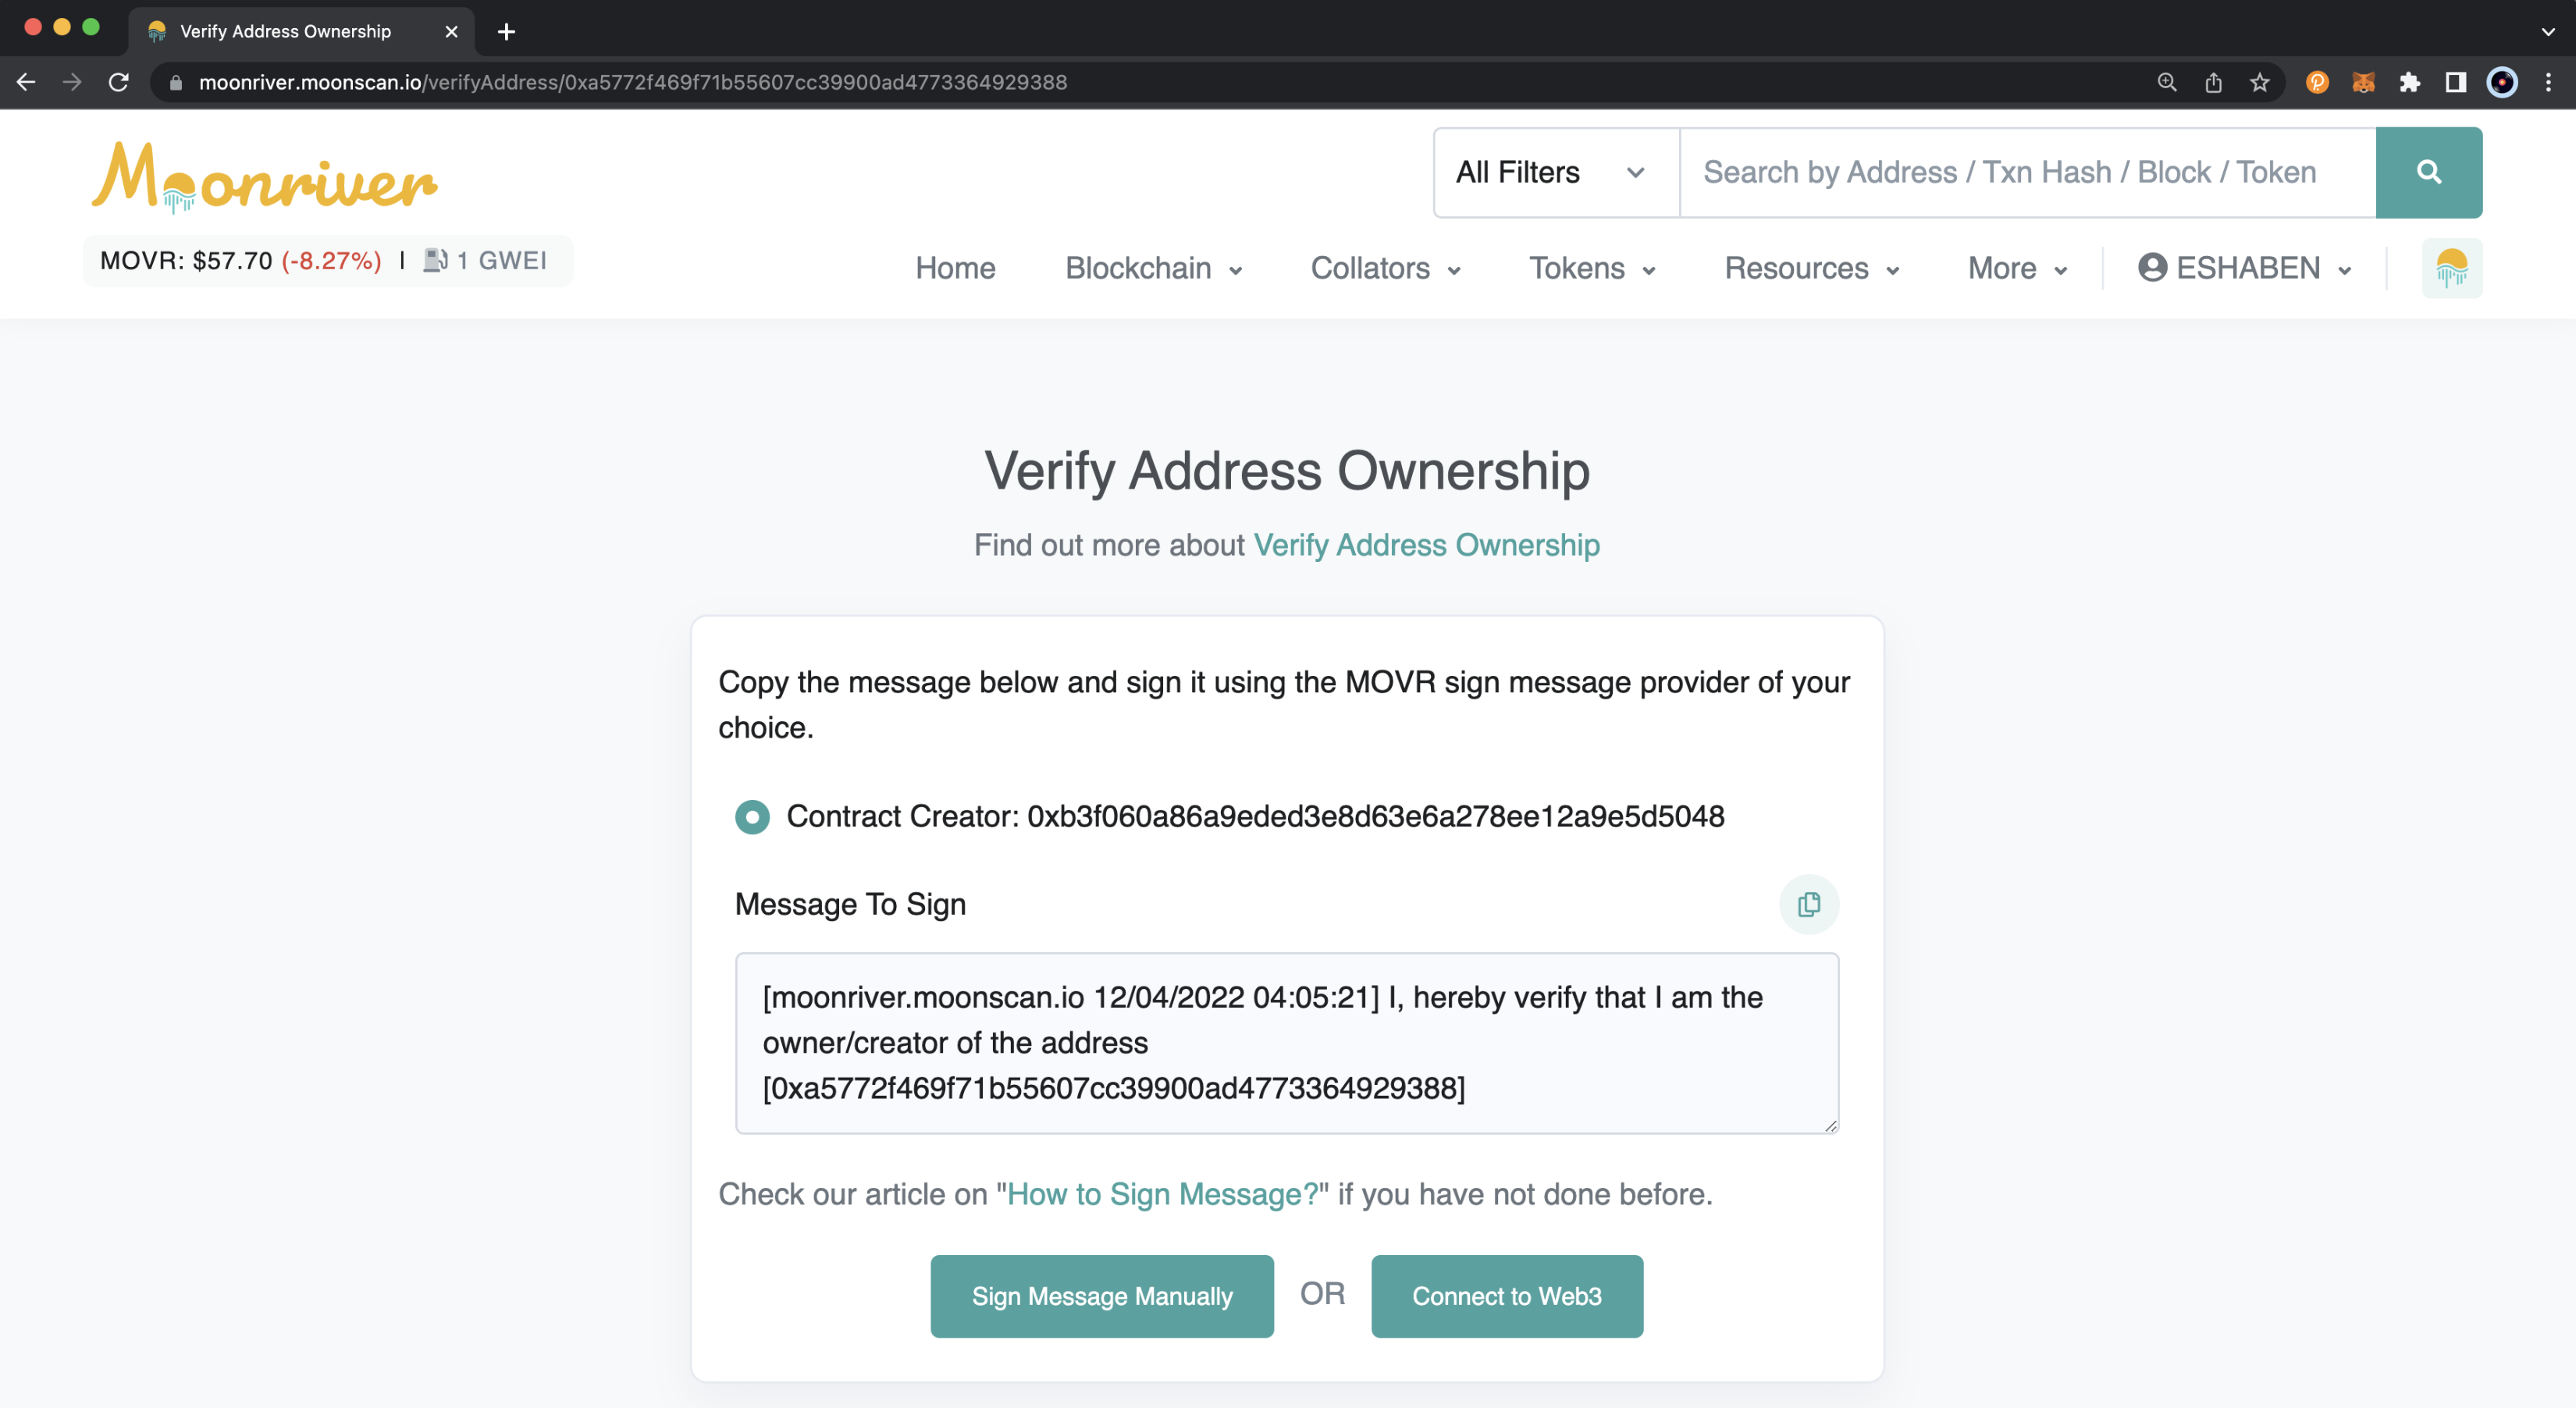 Verify Address Ownership
moonriver.moonscan.io/verifyAddress/0xa5772f469f71b55607cc39900ad4773364929388
Moonriver
All Filters
Search by Address / Txn Hash / Block / Token
MOVR: $57.70 (-8.27%) | 1 GWEI
Home Blockchain Collators Tokens Resources More ESHABEN
Verify Address Ownership
Find out more about Verify Address Ownership
Copy the message below and sign it using the MOVR sign message provider of your
choice.
Contract Creator: 0xb3f060a86a9eded3e8d63e6a278ee12a9e5d5048
Message To Sign
[moonriver.moonscan.io 12/04/2022 04:05:21] I, hereby verify that I am the
owner/creator of the address
[0xa5772f469f71b55607cc39900ad4773364929388]
Check our article on "How to Sign Message?" if you have not done before.
Sign Message Manually OR Connect to Web3